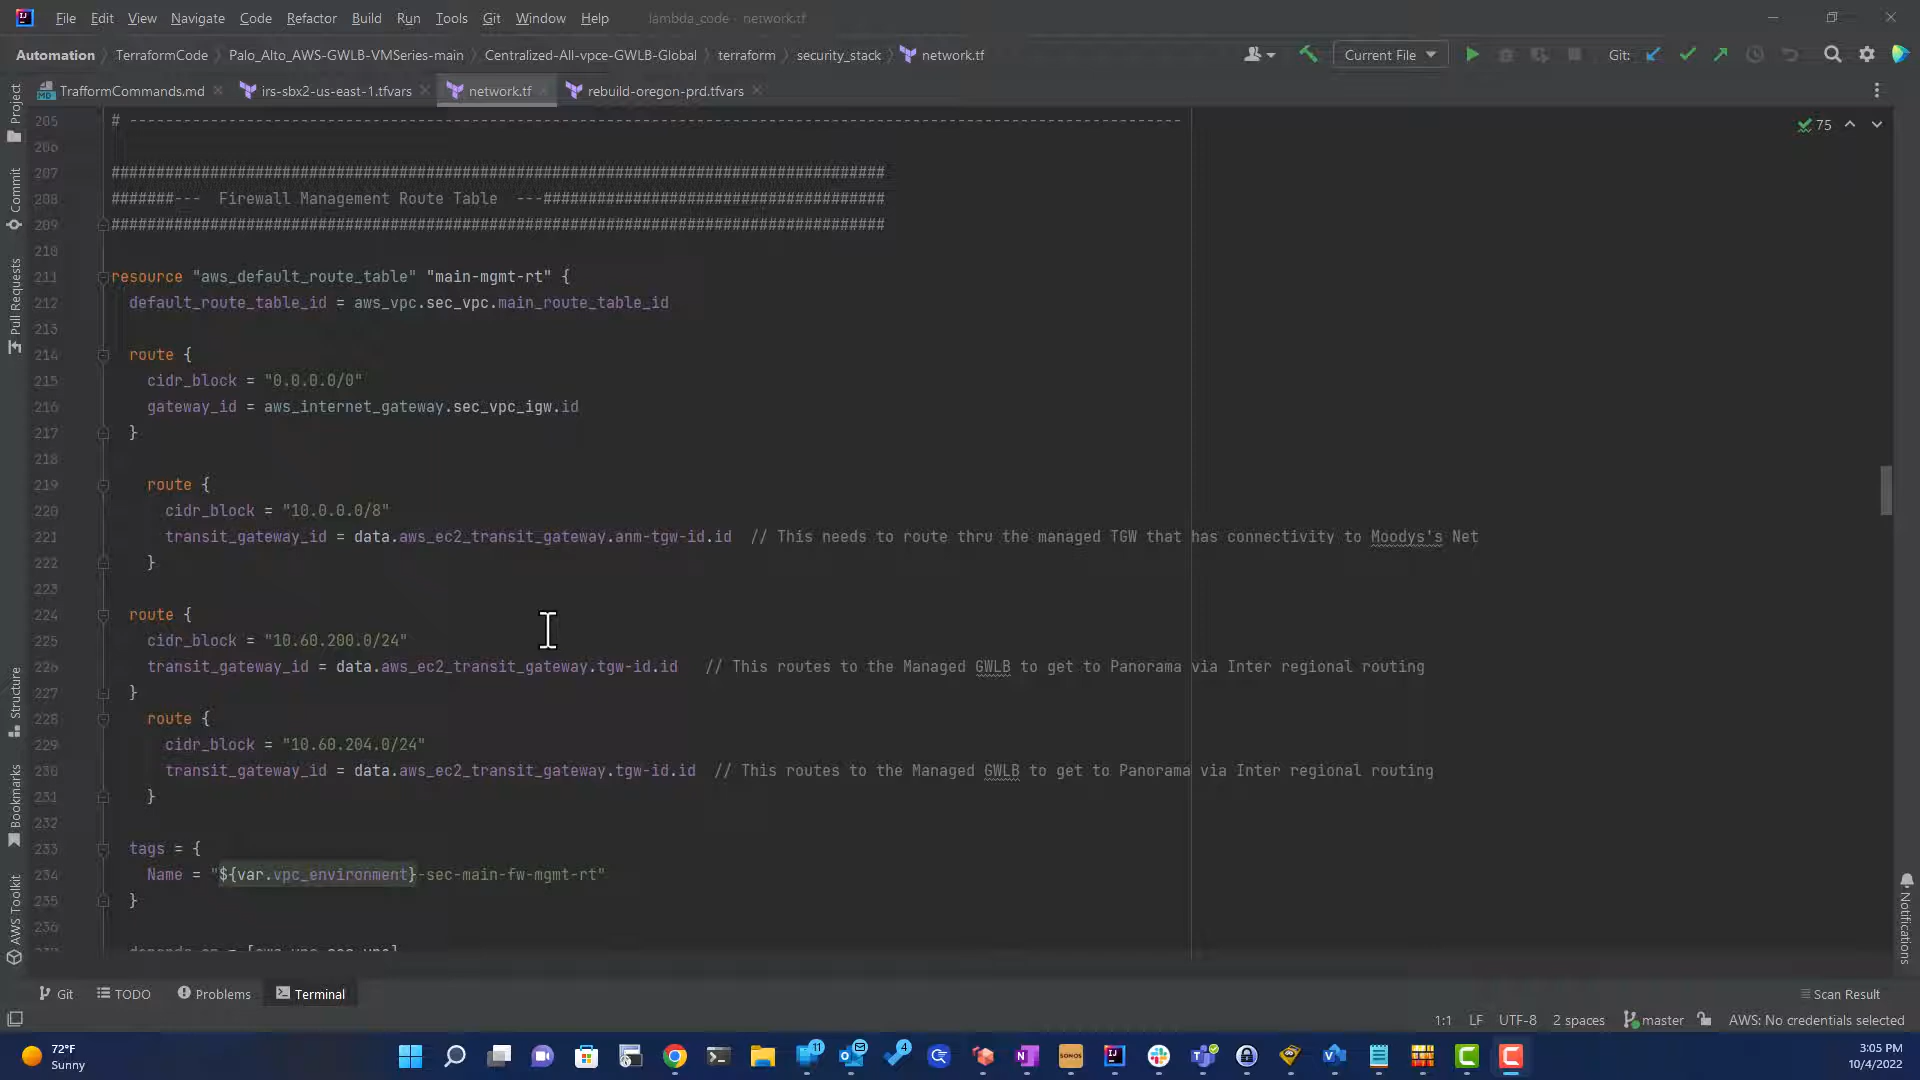 File Edit View Navigate Code Refactor Build Run Tools Git Window Help lambda_code - network.tf
Automation TerraformCode Palo_Alto_AWS-GWLB-VMSeries-main Centralized-All-vpce-GWLB-Global terraform security_stack network.tf Current File Git:
TrafformCommands.md irs-sbx2-us-east-1.tfvars network.tf rebuild-oregon-prd.tfvars
75
Project
Commit
Pull Requests
Structure
Bookmarks
AWS Toolkit
Notifications
205
206
207 ######################################################################################
208 #######--- Firewall Management Route Table ---######################################
209 ######################################################################################
210
211 resource "aws_default_route_table" "main-mgmt-rt" {
212 default_route_table_id = aws_vpc.sec_vpc.main_route_table_id
213
214 route {
215 cidr_block = "0.0.0.0/0"
216 gateway_id = aws_internet_gateway.sec_vpc_igw.id
217 }
218
219 route {
220 cidr_block = "10.0.0.0/8"
221 transit_gateway_id = data.aws_ec2_transit_gateway.anm-tgw-id.id // This needs to route thru the managed TGW that has connectivity to Moodys's Net
222 }
223
224 route {
225 cidr_block = "10.60.200.0/24"
226 transit_gateway_id = data.aws_ec2_transit_gateway.tgw-id.id // This routes to the Managed GWLB to get to Panorama via Inter regional routing
227 }
228 route {
229 cidr_block = "10.60.204.0/24"
230 transit_gateway_id = data.aws_ec2_transit_gateway.tgw-id.id // This routes to the Managed GWLB to get to Panorama via Inter regional routing
231 }
232
233 tags = {
234 Name = "${var.vpc_environment}-sec-main-fw-mgmt-rt"
235 }
236
Git TODO Problems Terminal Scan Result
1:1 LF UTF-8 2 spaces master AWS: No credentials selected
72°F
Sunny
11
4
SONOS
3:05 PM
10/4/2022